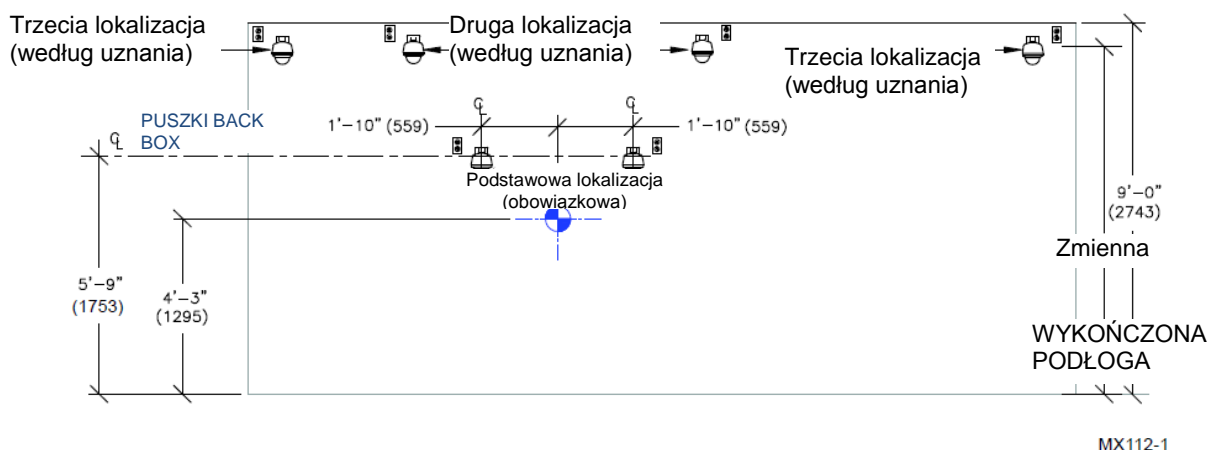 Trzecia lokalizacja
(według uznania)
Druga lokalizacja
(według uznania)
Trzecia lokalizacja
(według uznania)
PUSZKI BACK
BOX
1'-10" (559)
1'-10" (559)
Podstawowa lokalizacja
(obowiązkowa)
9'-0"
(2743)
Zmienna
5'-9"
(1753)
4'-3"
(1295)
WYKOŃCZONA
PODŁOGA
MX112-1